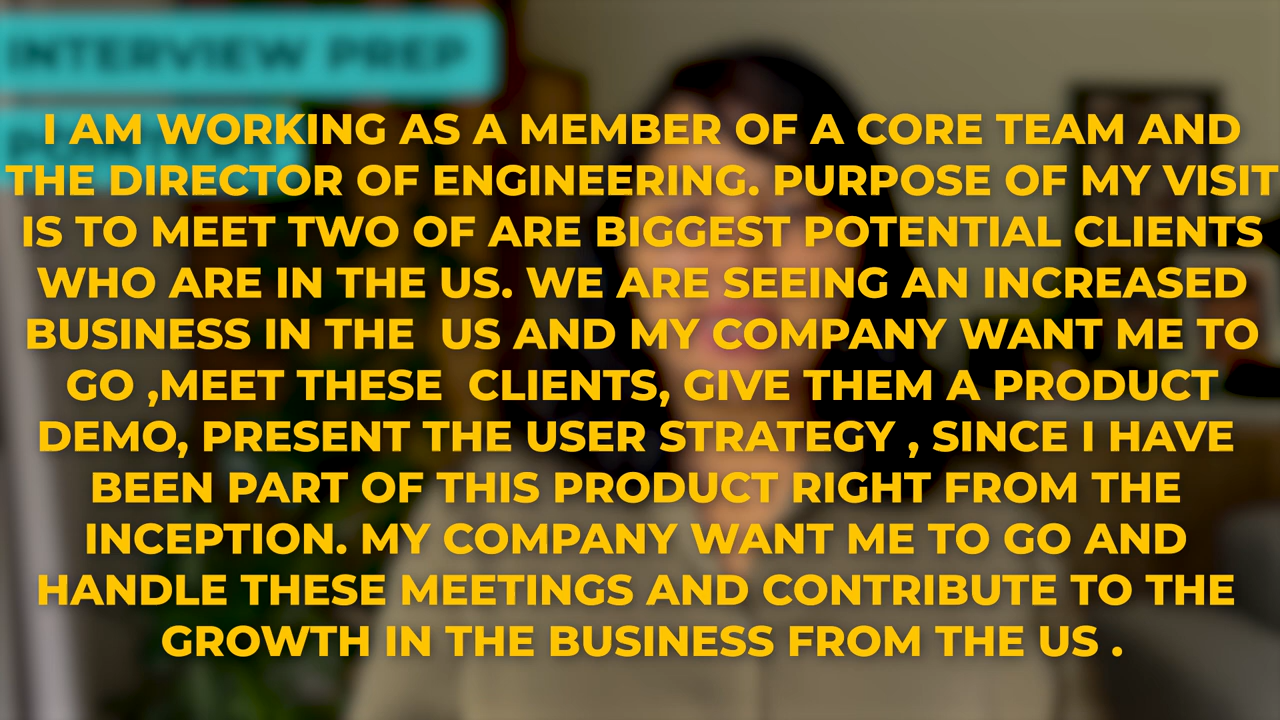 INTERVIEW PREP
I AM WORKING AS A MEMBER OF A CORE TEAM AND
THE DIRECTOR OF ENGINEERING. PURPOSE OF MY VISIT
IS TO MEET TWO OF ARE BIGGEST POTENTIAL CLIENTS
WHO ARE IN THE US. WE ARE SEEING AN INCREASED
BUSINESS IN THE  US AND MY COMPANY WANT ME TO
GO ,MEET THESE  CLIENTS, GIVE THEM A PRODUCT
DEMO, PRESENT THE USER STRATEGY , SINCE I HAVE
BEEN PART OF THIS PRODUCT RIGHT FROM THE
INCEPTION. MY COMPANY WANT ME TO GO AND
HANDLE THESE MEETINGS AND CONTRIBUTE TO THE
GROWTH IN THE BUSINESS FROM THE US .